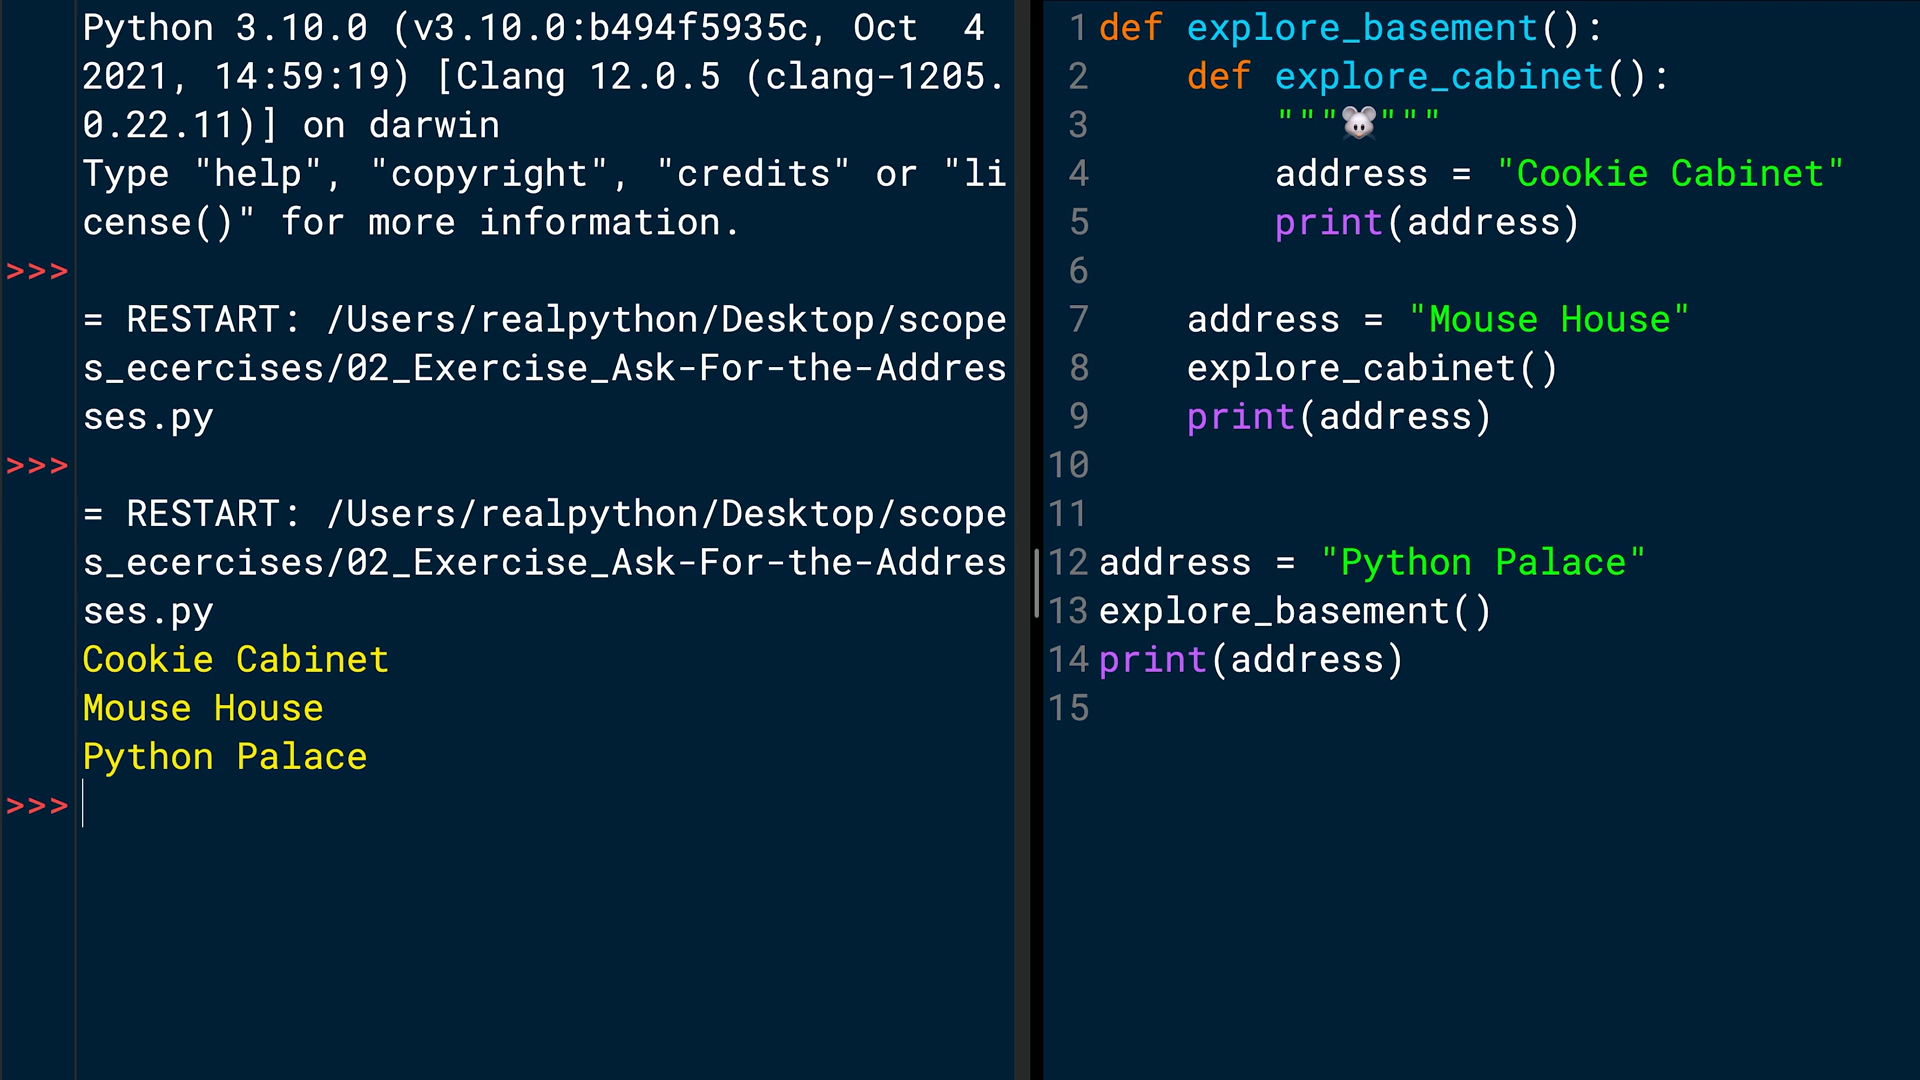 Python 3.10.0 (v3.10.0:b494f5935c, Oct  4
2021, 14:59:19) [Clang 12.0.5 (clang-1205.
0.22.11)] on darwin
Type "help", "copyright", "credits" or "li
cense()" for more information.
>>>
= RESTART: /Users/realpython/Desktop/scope
s_ecercises/02_Exercise_Ask-For-the-Addres
ses.py
>>>
= RESTART: /Users/realpython/Desktop/scope
s_ecercises/02_Exercise_Ask-For-the-Addres
ses.py
Cookie Cabinet
Mouse House
Python Palace
>>>
1 def explore_basement():
2     def explore_cabinet():
3         """🐭"""
4         address = "Cookie Cabinet"
5         print(address)
6
7     address = "Mouse House"
8     explore_cabinet()
9     print(address)
10
11
12 address = "Python Palace"
13 explore_basement()
14 print(address)
15